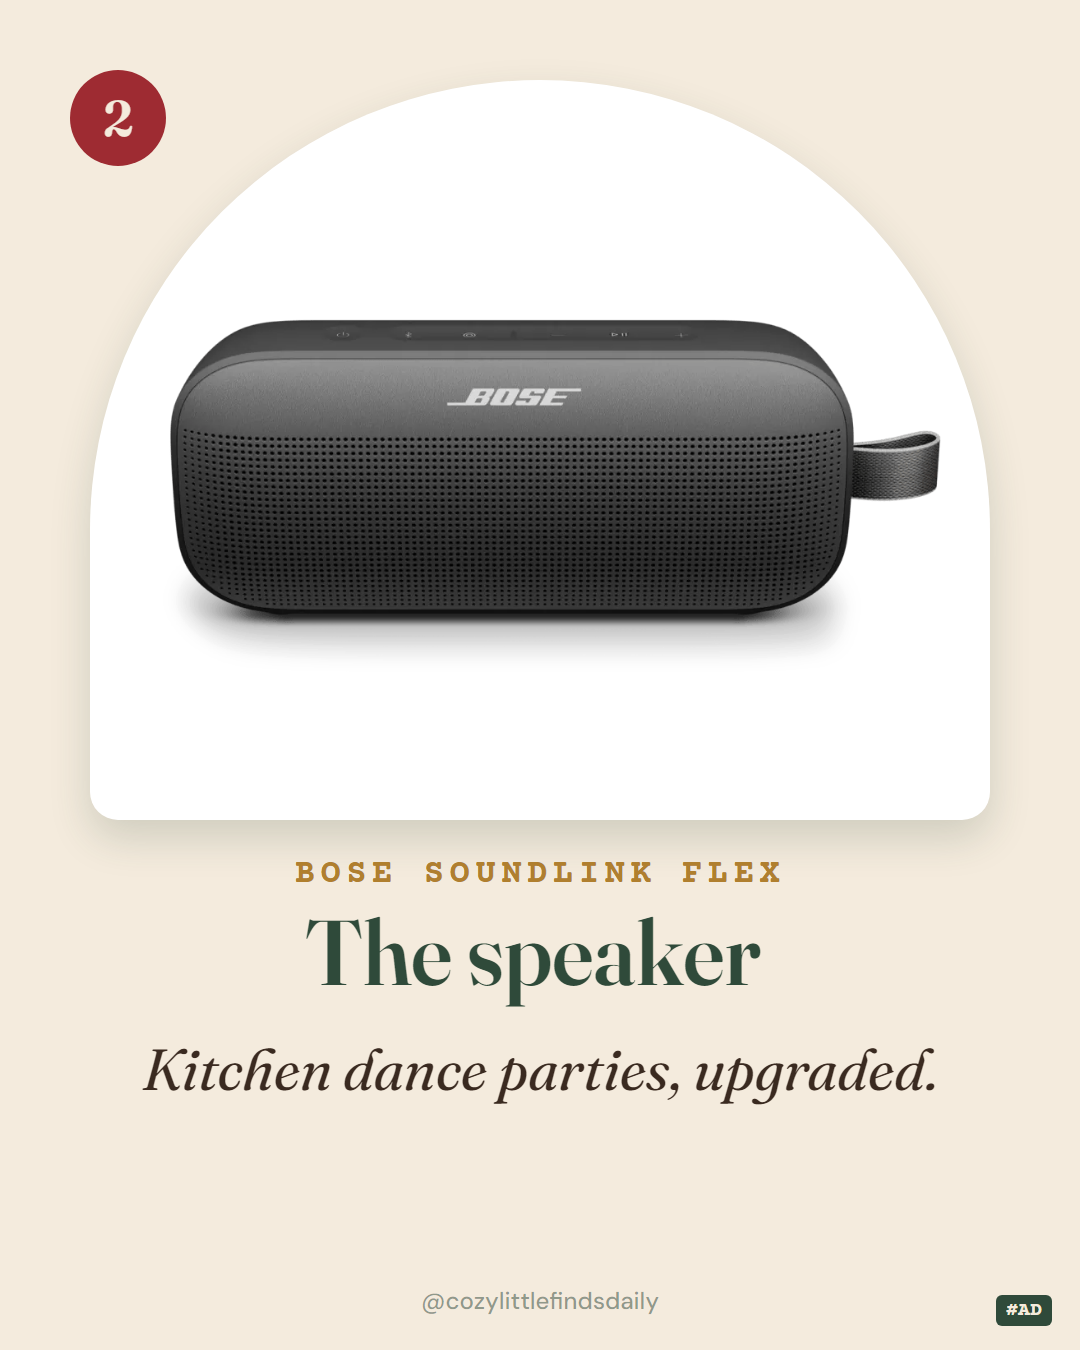 2
BOSE
BOSE SOUNDLINK FLEX
The speaker
Kitchen dance parties, upgraded.
@cozylittlefindsdaily
#AD